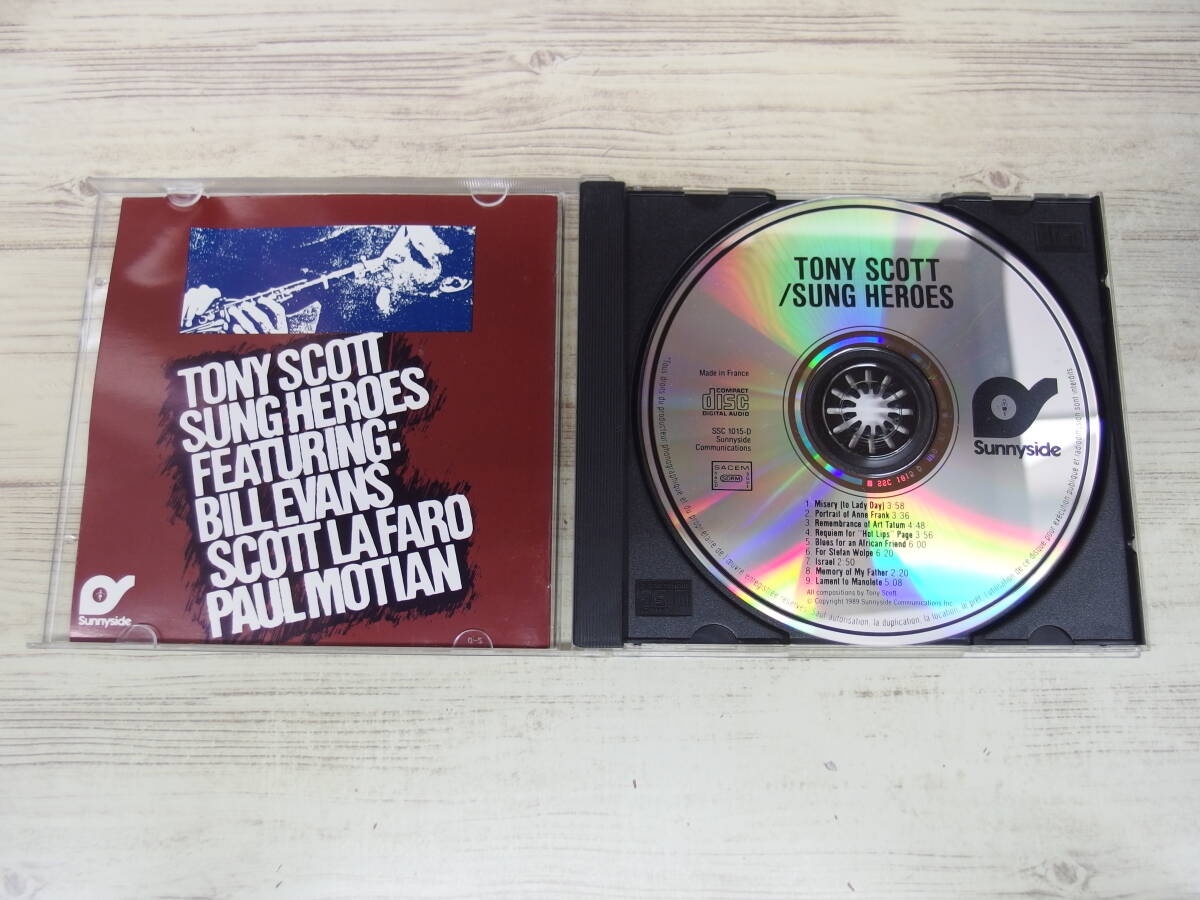 TONY SCOTT
SUNG HEROES
FEATURING:
BILL EVANS
SCOTT LA FARO
PAUL MOTIAN
Sunnyside
TONY SCOTT
/SUNG HEROES
Made in France
COMPACT
disc
DIGITAL AUDIO
SSC 1015-D
Sunnyside
Communications
SACEM
SDRM
Sunnyside
1. Misery (to Lady Day) 3:58
2. Portrait of Anne Frank 3:36
3. Remembrance of Art Tatum 4:48
4. Requiem for "Hot Lips" Page 3:56
5. Blues for an African Friend 6:00
6. For Stefan Wolpe 6:20
7. Israel 2:50
8. Memory of My Father 2:20
9. Lament to Manolete 5:08
All compositions by Tony Scott
© Copyright 1989 Sunnyside Communications Inc.